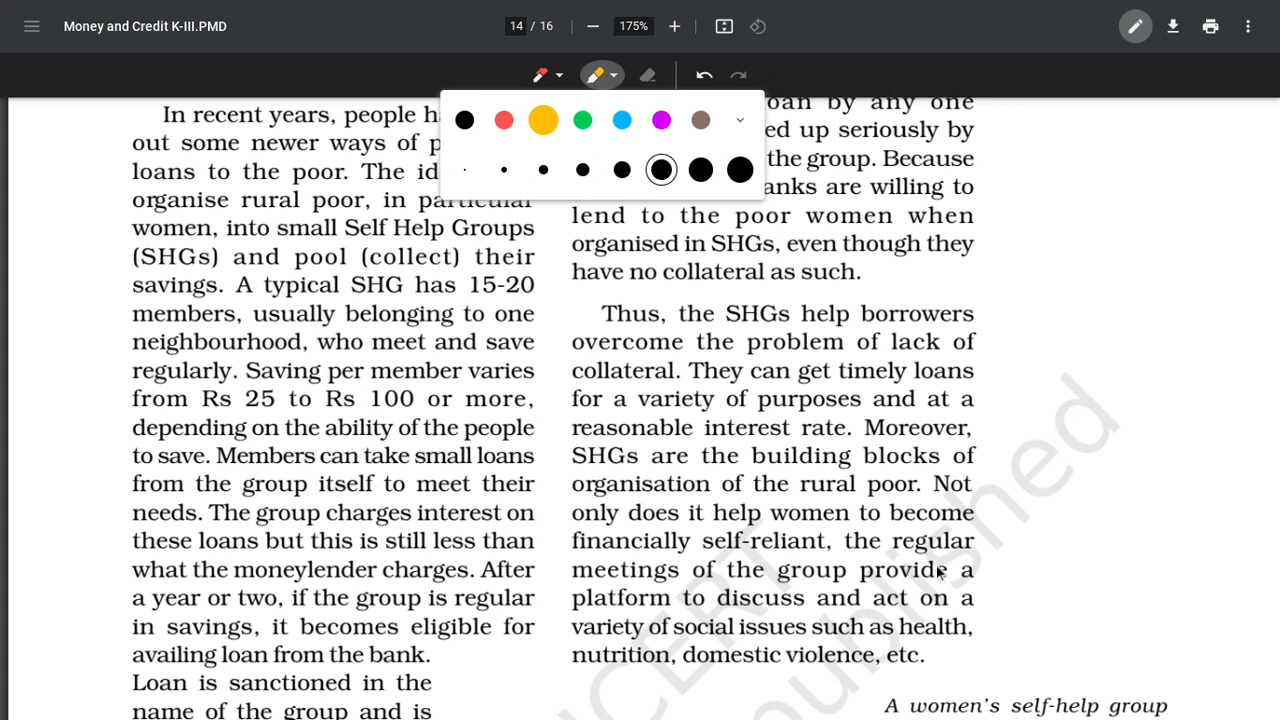 Money and Credit K-III.PMD
14 / 16
175%
In recent years, people
out some newer ways of
loans to the poor. The
organise rural poor, in particular
women, into small Self Help Groups
(SHGs) and pool (collect) their
savings. A typical SHG has 15-20
members, usually belonging to one
neighbourhood, who meet and save
regularly. Saving per member varies
from Rs 25 to Rs 100 or more,
depending on the ability of the people
to save. Members can take small loans
from the group itself to meet their
needs. The group charges interest on
these loans but this is still less than
what the moneylender charges. After
a year or two, if the group is regular
in savings, it becomes eligible for
availing loan from the bank.
Loan is sanctioned in the
name of the group and is
by any one
up seriously by
the group. Because
are willing to
lend to the poor women when
organised in SHGs, even though they
have no collateral as such.
Thus, the SHGs help borrowers
overcome the problem of lack of
collateral. They can get timely loans
for a variety of purposes and at a
reasonable interest rate. Moreover,
SHGs are the building blocks of
organisation of the rural poor. Not
only does it help women to become
financially self-reliant, the regular
meetings of the group provide a
platform to discuss and act on a
variety of social issues such as health,
nutrition, domestic violence, etc.
A women's self-help group